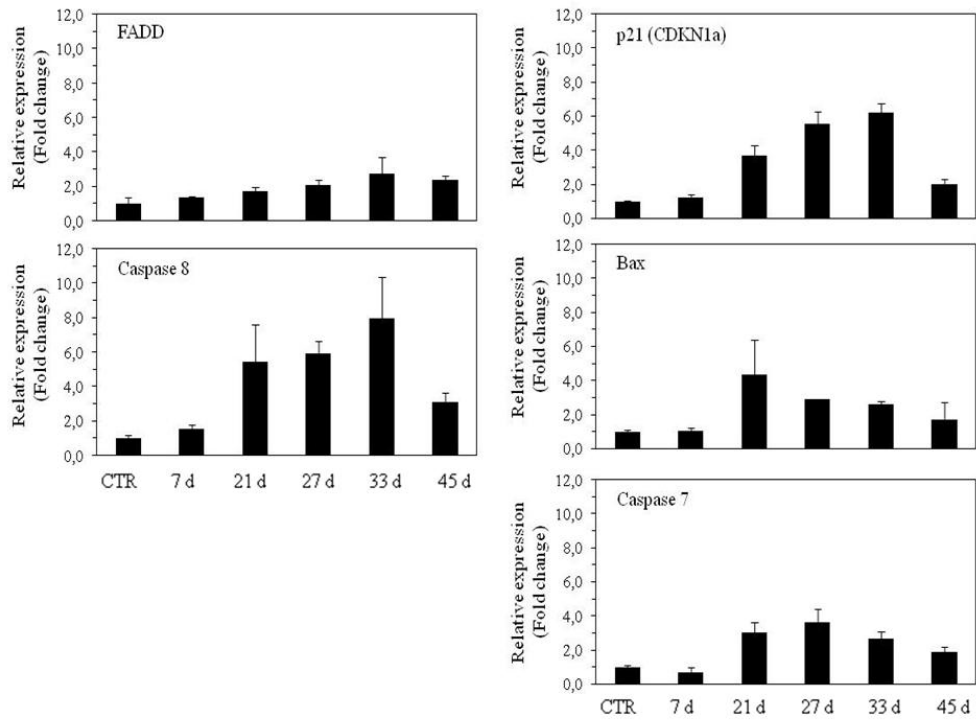 FADD
Relative expression
(Fold change)
12,0
10,0
8,0
6,0
4,0
2,0
0,0
Caspase 8
Relative expression
(Fold change)
12,0
10,0
8,0
6,0
4,0
2,0
0,0
CTR 7 d 21 d 27 d 33 d 45 d
p21 (CDKN1a)
Relative expression
(Fold change)
12,0
10,0
8,0
6,0
4,0
2,0
0,0
Bax
Relative expression
(Fold change)
12,0
10,0
8,0
6,0
4,0
2,0
0,0
Caspase 7
Relative expression
(Fold change)
12,0
10,0
8,0
6,0
4,0
2,0
0,0
CTR 7 d 21 d 27 d 33 d 45 d